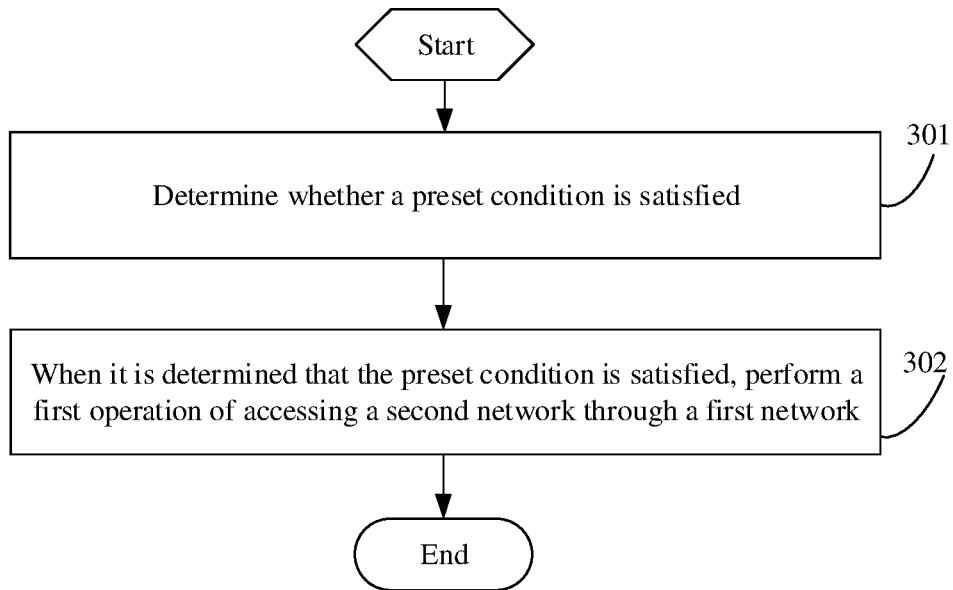 Start
301
Determine whether a preset condition is satisfied
302
When it is determined that the preset condition is satisfied, perform a
first operation of accessing a second network through a first network
End